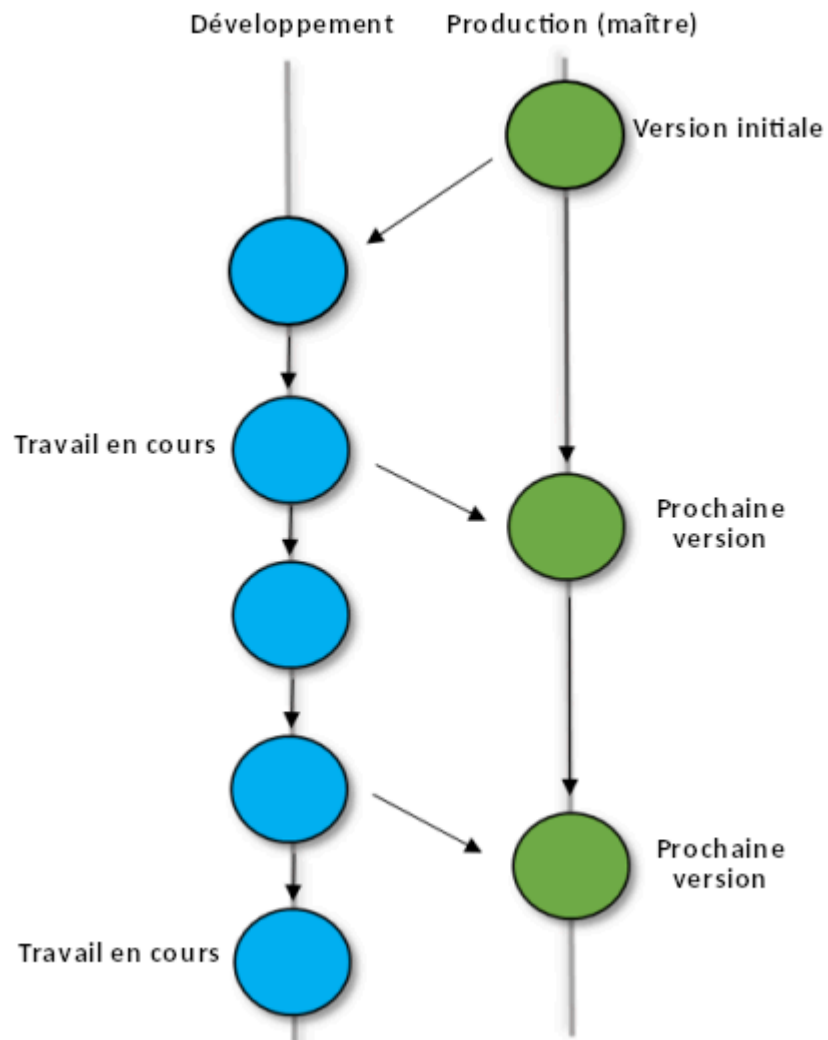 Développement
Production (maître)
Version initiale
Travail en cours
Prochaine
version
Prochaine
version
Travail en cours